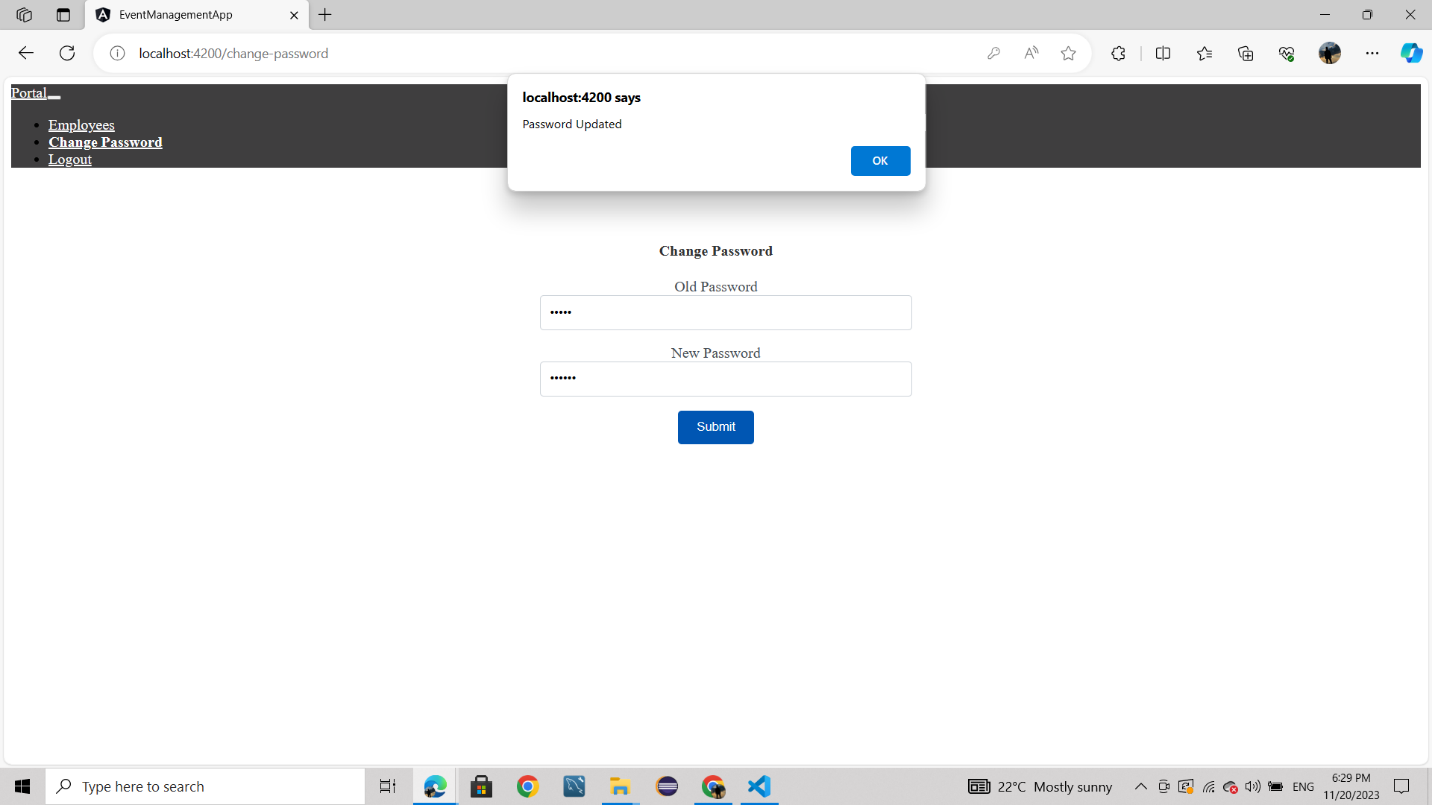 EventManagementApp
localhost:4200/change-password
localhost:4200 says
Password Updated
OK
Portal
Employees
Change Password
Logout
Change Password
Old Password
•••••
New Password
••••••
Submit
Type here to search
22°C Mostly sunny
ENG
6:29 PM
11/20/2023